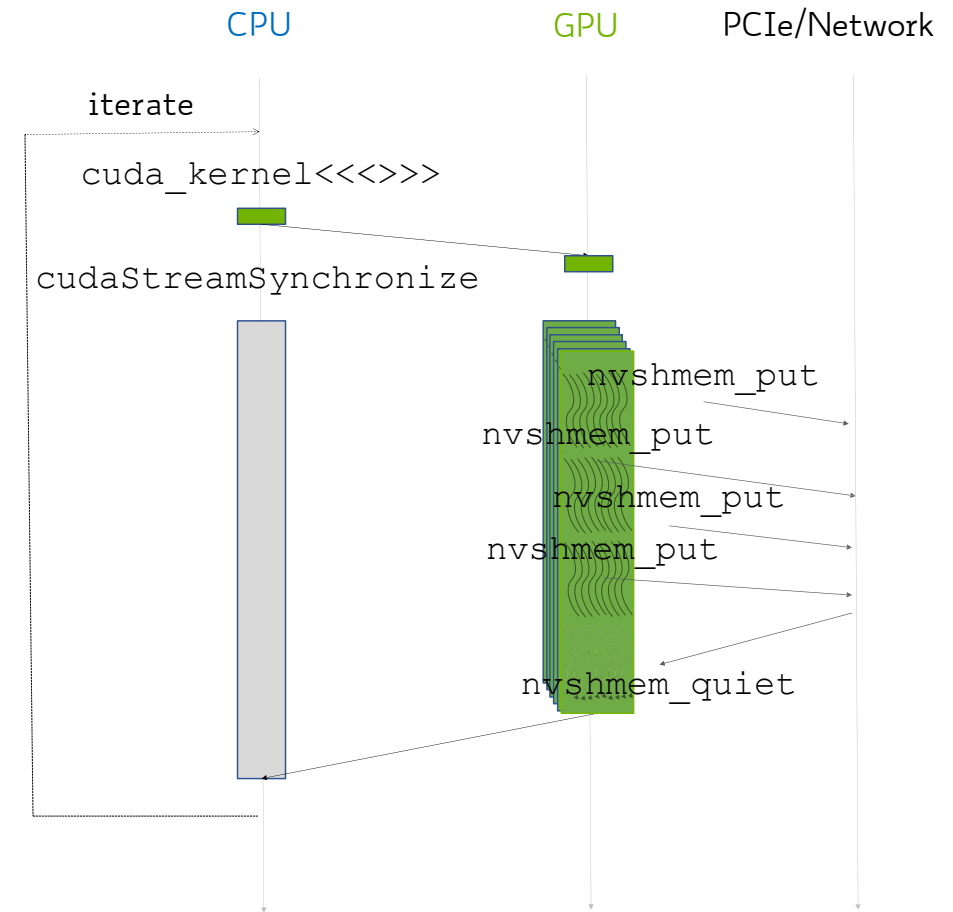 CPU
GPU
PCIe/Network
iterate
cuda_kernel<<<>>>
cudaStreamSynchronize
nvshmem_put
nvshmem_put
nvshmem_put
nvshmem_put
nvshmem_quiet